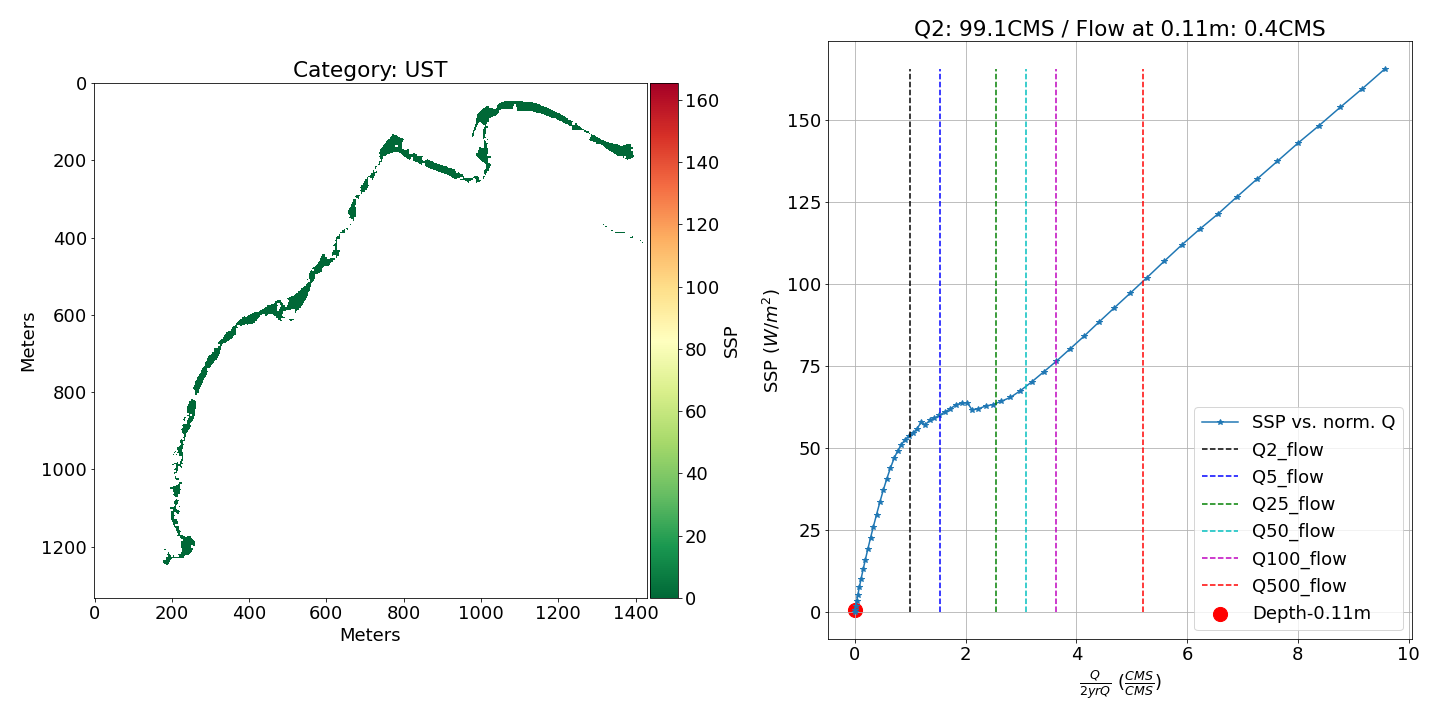 Category: UST
0
200
400
600
800
1000
1200
Meters
0
200
400
600
800
1000
1200
1400
Meters
160
140
120
100
80
60
40
20
0
SSP
Q2: 99.1CMS / Flow at 0.11m: 0.4CMS
150
125
100
75
50
25
0
SSP (W/m²)
0
2
4
6
8
10
Q/2yrQ (CMS/CMS)
SSP vs. norm. Q
Q2_flow
Q5_flow
Q25_flow
Q50_flow
Q100_flow
Q500_flow
Depth-0.11m